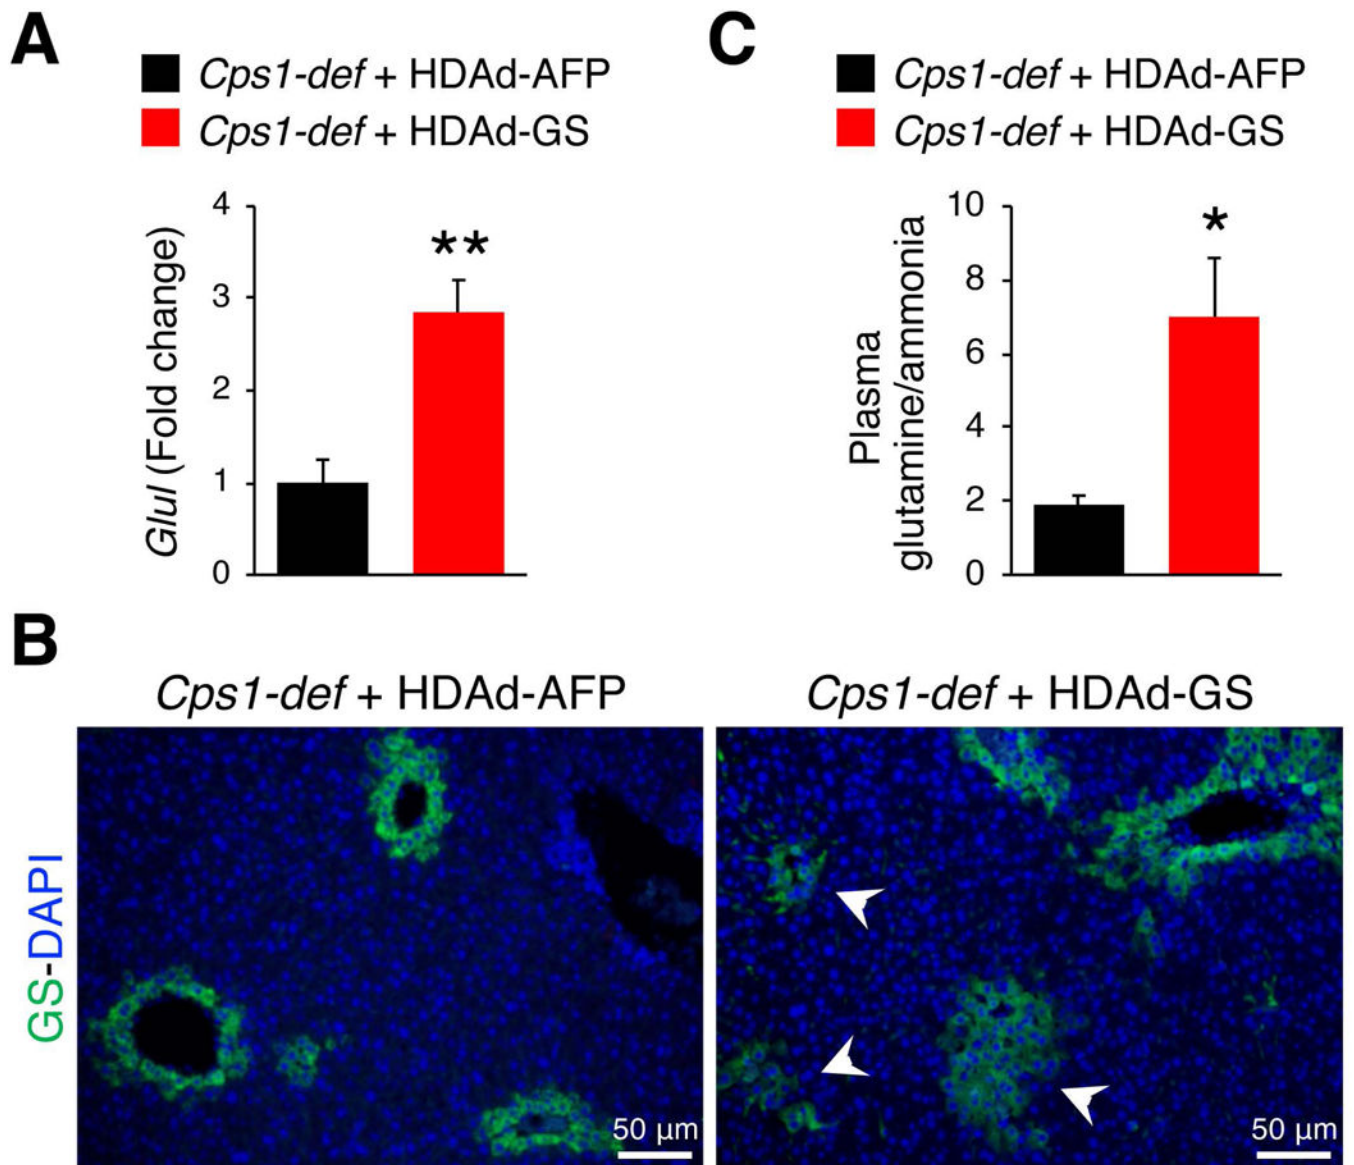 A
Cps1-def + HDAd-AFP
Cps1-def + HDAd-GS
Glul (Fold change)
4
3
2
1
0
**
C
Cps1-def + HDAd-AFP
Cps1-def + HDAd-GS
Plasma
glutamine/ammonia
10
8
6
4
2
0
*
B
Cps1-def + HDAd-AFP
Cps1-def + HDAd-GS
GS-DAPI
50 µm
50 µm